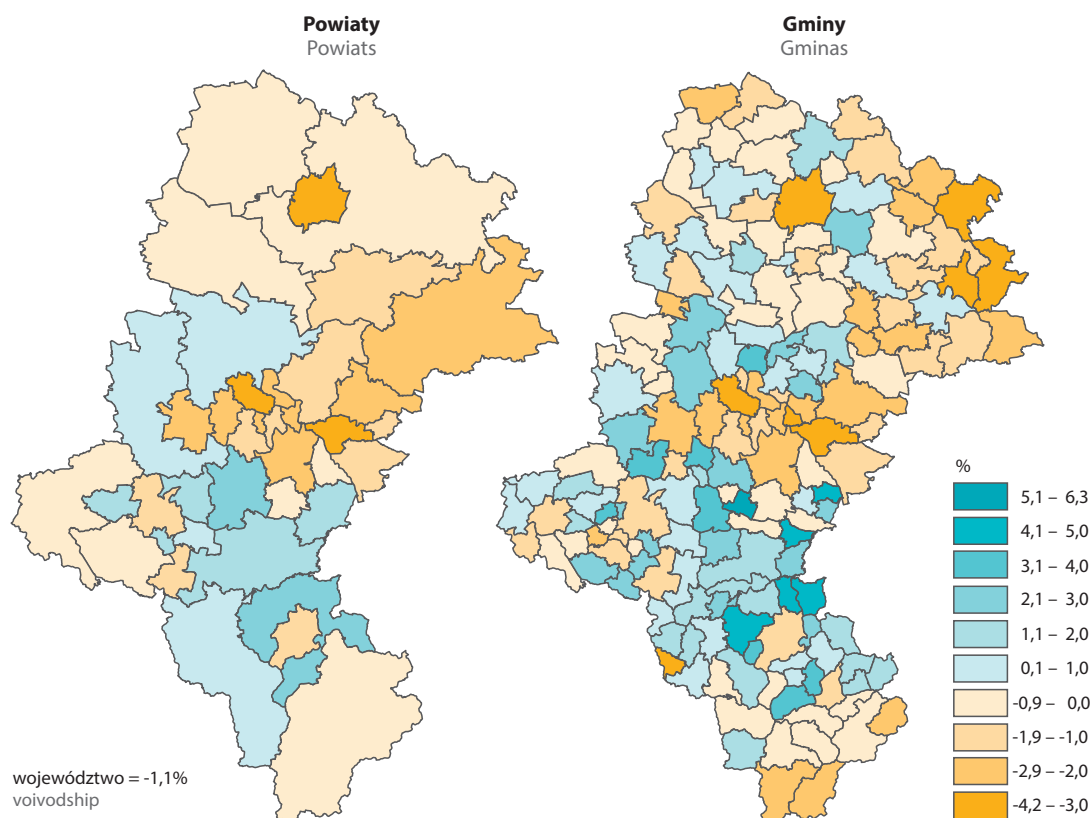 Powiaty
Powiats
Gminy
Gminas
%
5,1 – 6,3
4,1 – 5,0
3,1 – 4,0
2,1 – 3,0
1,1 – 2,0
0,1 – 1,0
-0,9 – 0,0
-1,9 – -1,0
-2,9 – -2,0
-4,2 – -3,0
województwo = -1,1%
voivodship